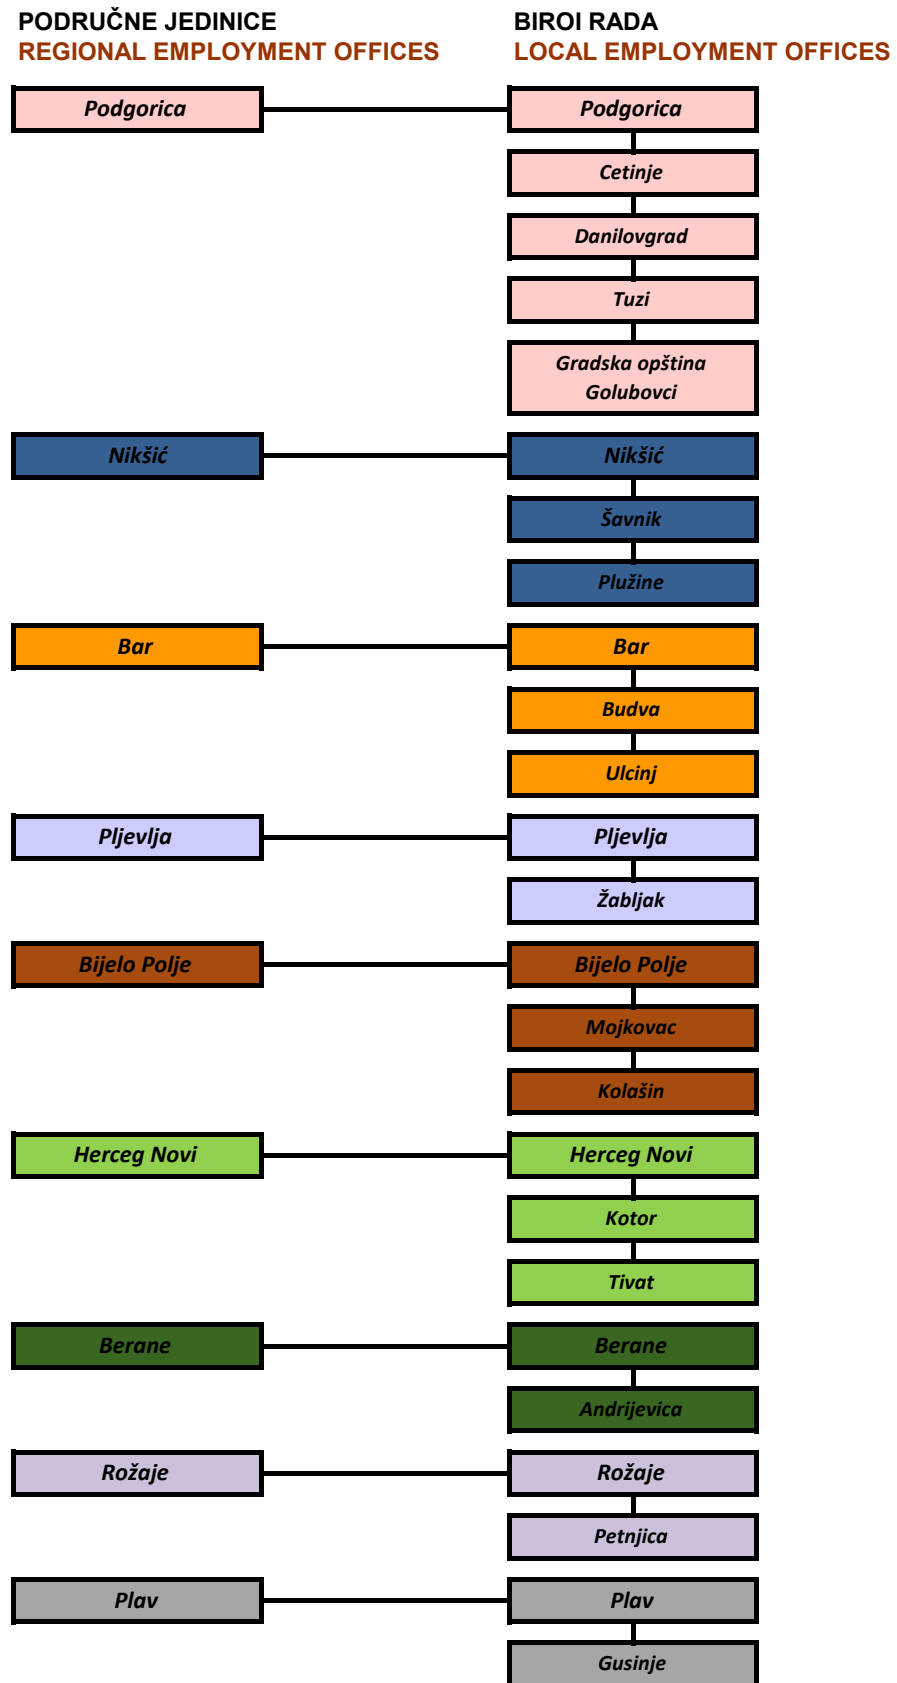 PODRUČNE JEDINICE
REGIONAL EMPLOYMENT OFFICES
BIROI RADA
LOCAL EMPLOYMENT OFFICES
Podgorica
Podgorica
Cetinje
Danilovgrad
Tuzi
Gradska opština
Golubovci
Nikšić
Nikšić
Šavnik
Plužine
Bar
Bar
Budva
Ulcinj
Pljevlja
Pljevlja
Žabljak
Bijelo Polje
Bijelo Polje
Mojkovac
Kolašin
Herceg Novi
Herceg Novi
Kotor
Tivat
Berane
Berane
Andrijevica
Rožaje
Rožaje
Petnjica
Plav
Plav
Gusinje